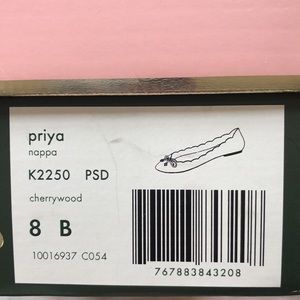 priya
nappa
K2250 PSD
cherrywood
8 B
10016937 C054
767883843208